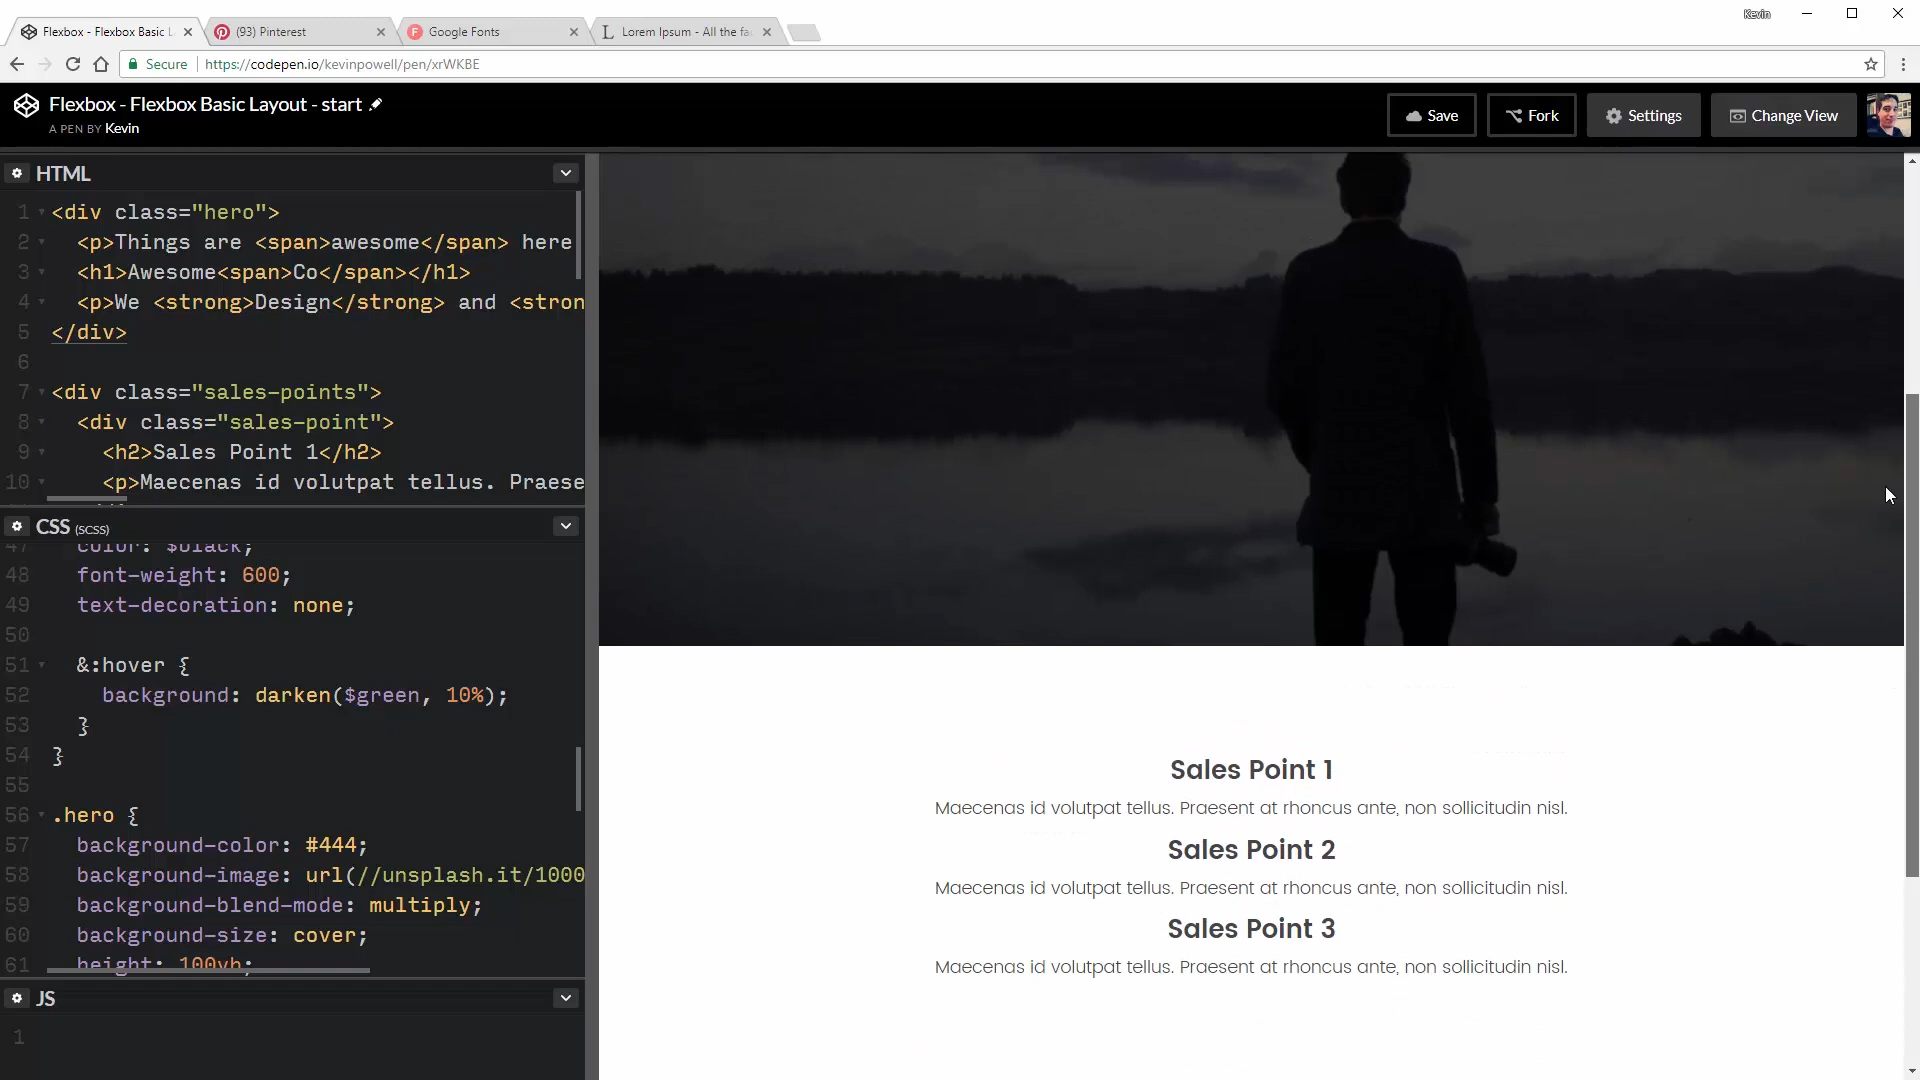 Kevin
Flexbox - Flexbox Basic L
(93) Pinterest
Google Fonts
Lorem Ipsum - All the fa
Secure
https://codepen.io/kevinpowell/pen/xrWKBE
Flexbox - Flexbox Basic Layout - start
A PEN BY Kevin
Save
Fork
Settings
Change View
HTML
1 <div class="hero">
2 <p>Things are <span>awesome</span> here
3 <h1>Awesome<span>Co</span></h1>
4 <p>We <strong>Design</strong> and <stron
5 </div>
6
7 <div class="sales-points">
8 <div class="sales-point">
9 <h2>Sales Point 1</h2>
10 <p>Maecenas id volutpat tellus. Praese
CSS (SCSS)
47 color: $black;
48 font-weight: 600;
49 text-decoration: none;
50
51 &:hover {
52 background: darken($green, 10%);
53 }
54 }
55
56 .hero {
57 background-color: #444;
58 background-image: url(//unsplash.it/1000
59 background-blend-mode: multiply;
60 background-size: cover;
61 height: 100vh;
JS
1
Sales Point 1
Maecenas id volutpat tellus. Praesent at rhoncus ante, non sollicitudin nisl.
Sales Point 2
Maecenas id volutpat tellus. Praesent at rhoncus ante, non sollicitudin nisl.
Sales Point 3
Maecenas id volutpat tellus. Praesent at rhoncus ante, non sollicitudin nisl.